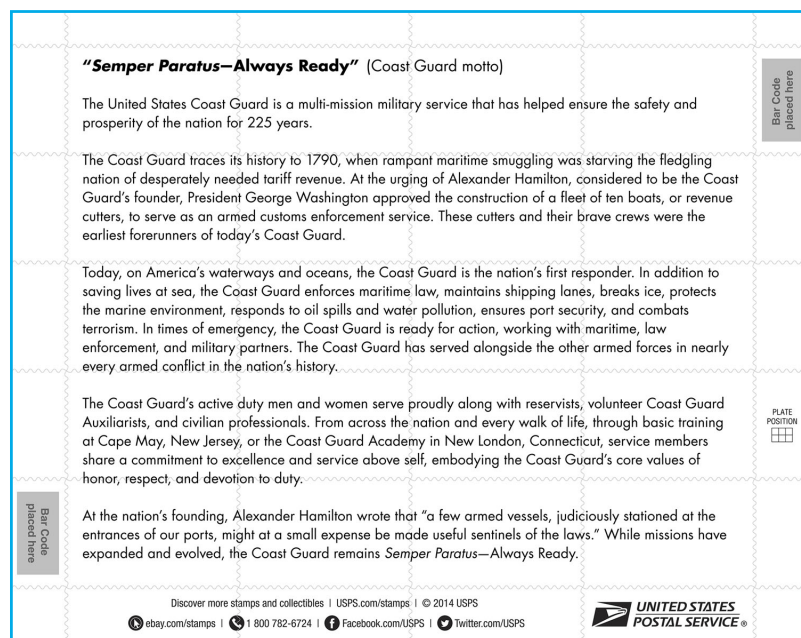 “Semper Paratus—Always Ready” (Coast Guard motto)
The United States Coast Guard is a multi-mission military service that has helped ensure the safety and
prosperity of the nation for 225 years.
The Coast Guard traces its history to 1790, when rampant maritime smuggling was starving the fledgling
nation of desperately needed tariff revenue. At the urging of Alexander Hamilton, considered to be the Coast
Guard’s founder, President George Washington approved the construction of a fleet of ten boats, or revenue
cutters, to serve as an armed customs enforcement service. These cutters and their brave crews were the
earliest forerunners of today’s Coast Guard.
Today, on America’s waterways and oceans, the Coast Guard is the nation’s first responder. In addition to
saving lives at sea, the Coast Guard enforces maritime law, maintains shipping lanes, breaks ice, protects
the marine environment, responds to oil spills and water pollution, ensures port security, and combats
terrorism. In times of emergency, the Coast Guard is ready for action, working with maritime, law
enforcement, and military partners. The Coast Guard has served alongside the other armed forces in nearly
every armed conflict in the nation’s history.
The Coast Guard’s active duty men and women serve proudly along with reservists, volunteer Coast Guard
Auxiliarists, and civilian professionals. From across the nation and every walk of life, through basic training
at Cape May, New Jersey, or the Coast Guard Academy in New London, Connecticut, service members
share a commitment to excellence and service above self, embodying the Coast Guard’s core values of
honor, respect, and devotion to duty.
At the nation’s founding, Alexander Hamilton wrote that “a few armed vessels, judiciously stationed at the
entrances of our ports, might at a small expense be made useful sentinels of the laws.” While missions have
expanded and evolved, the Coast Guard remains Semper Paratus—Always Ready.
Bar Code
placed here
PLATE
POSITION
Bar Code
placed here
Discover more stamps and collectibles | USPS.com/stamps | © 2014 USPS
ebay.com/stamps | 1 800 782-6724 | Facebook.com/USPS | Twitter.com/USPS
UNITED STATES
POSTAL SERVICE ®